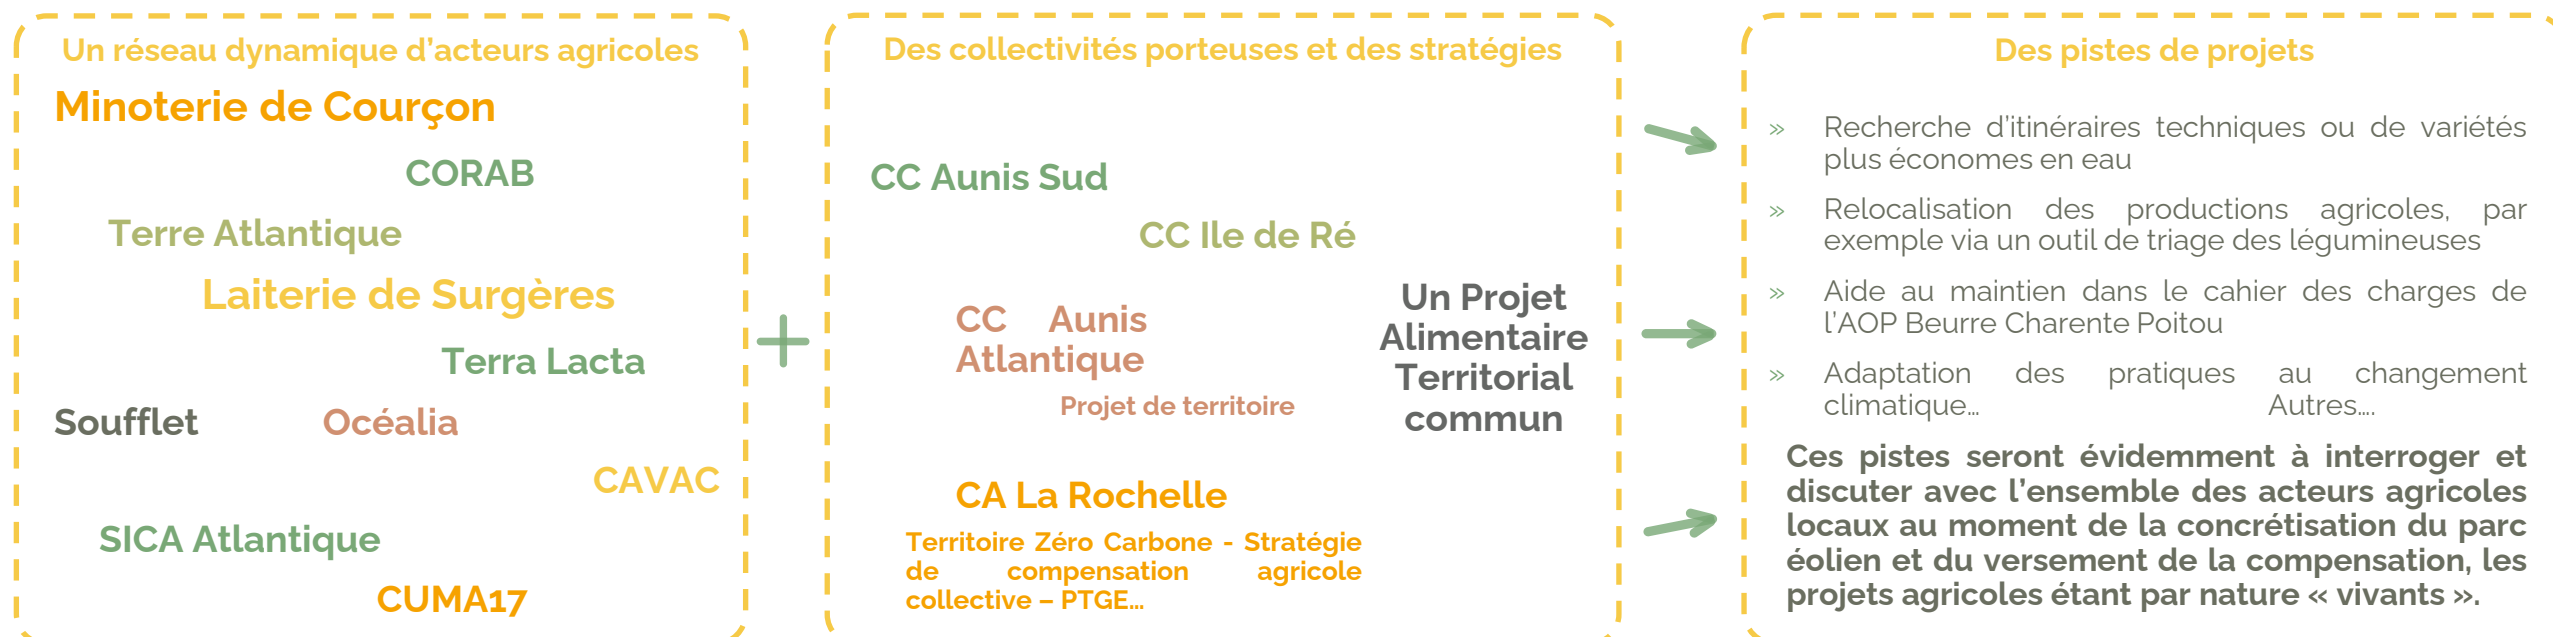 Un réseau dynamique d'acteurs agricoles
Minoterie de Courçon
CORAB
Terre Atlantique
Laiterie de Surgères
Terra Lacta
Soufflet
Océalia
CAVAC
SICA Atlantique
CUMA17
Des collectivités porteuses et des stratégies
CC Aunis Sud
CC Ile de Ré
CC Aunis
Atlantique
Projet de territoire
Un Projet
Alimentaire
Territorial
commun
CA La Rochelle
Territoire Zéro Carbone - Stratégie
de compensation agricole
collective – PTGE...
Des pistes de projets
» Recherche d'itinéraires techniques ou de variétés
plus économes en eau
» Relocalisation des productions agricoles, par
exemple via un outil de triage des légumineuses
» Aide au maintien dans le cahier des charges de
l'AOP Beurre Charente Poitou
» Adaptation des pratiques au changement
climatique... Autres....
Ces pistes seront évidemment à interroger et
discuter avec l'ensemble des acteurs agricoles
locaux au moment de la concrétisation du parc
éolien et du versement de la compensation, les
projets agricoles étant par nature « vivants ».